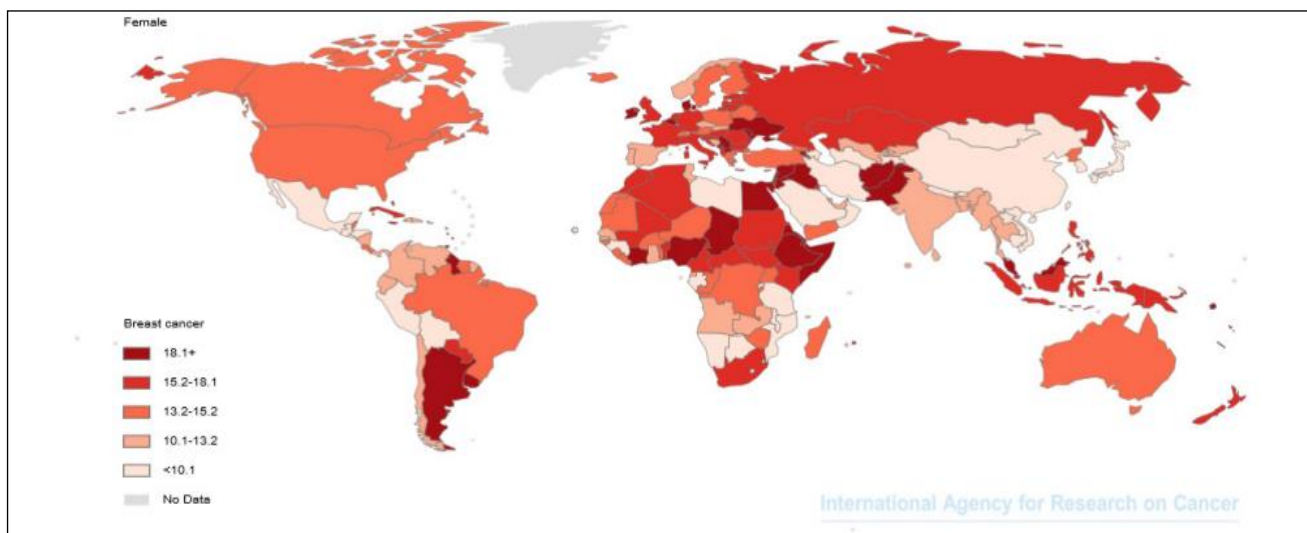 Female
Breast cancer
18.1+
15.2-18.1
13.2-15.2
10.1-13.2
<10.1
No Data
International Agency for Research on Cancer